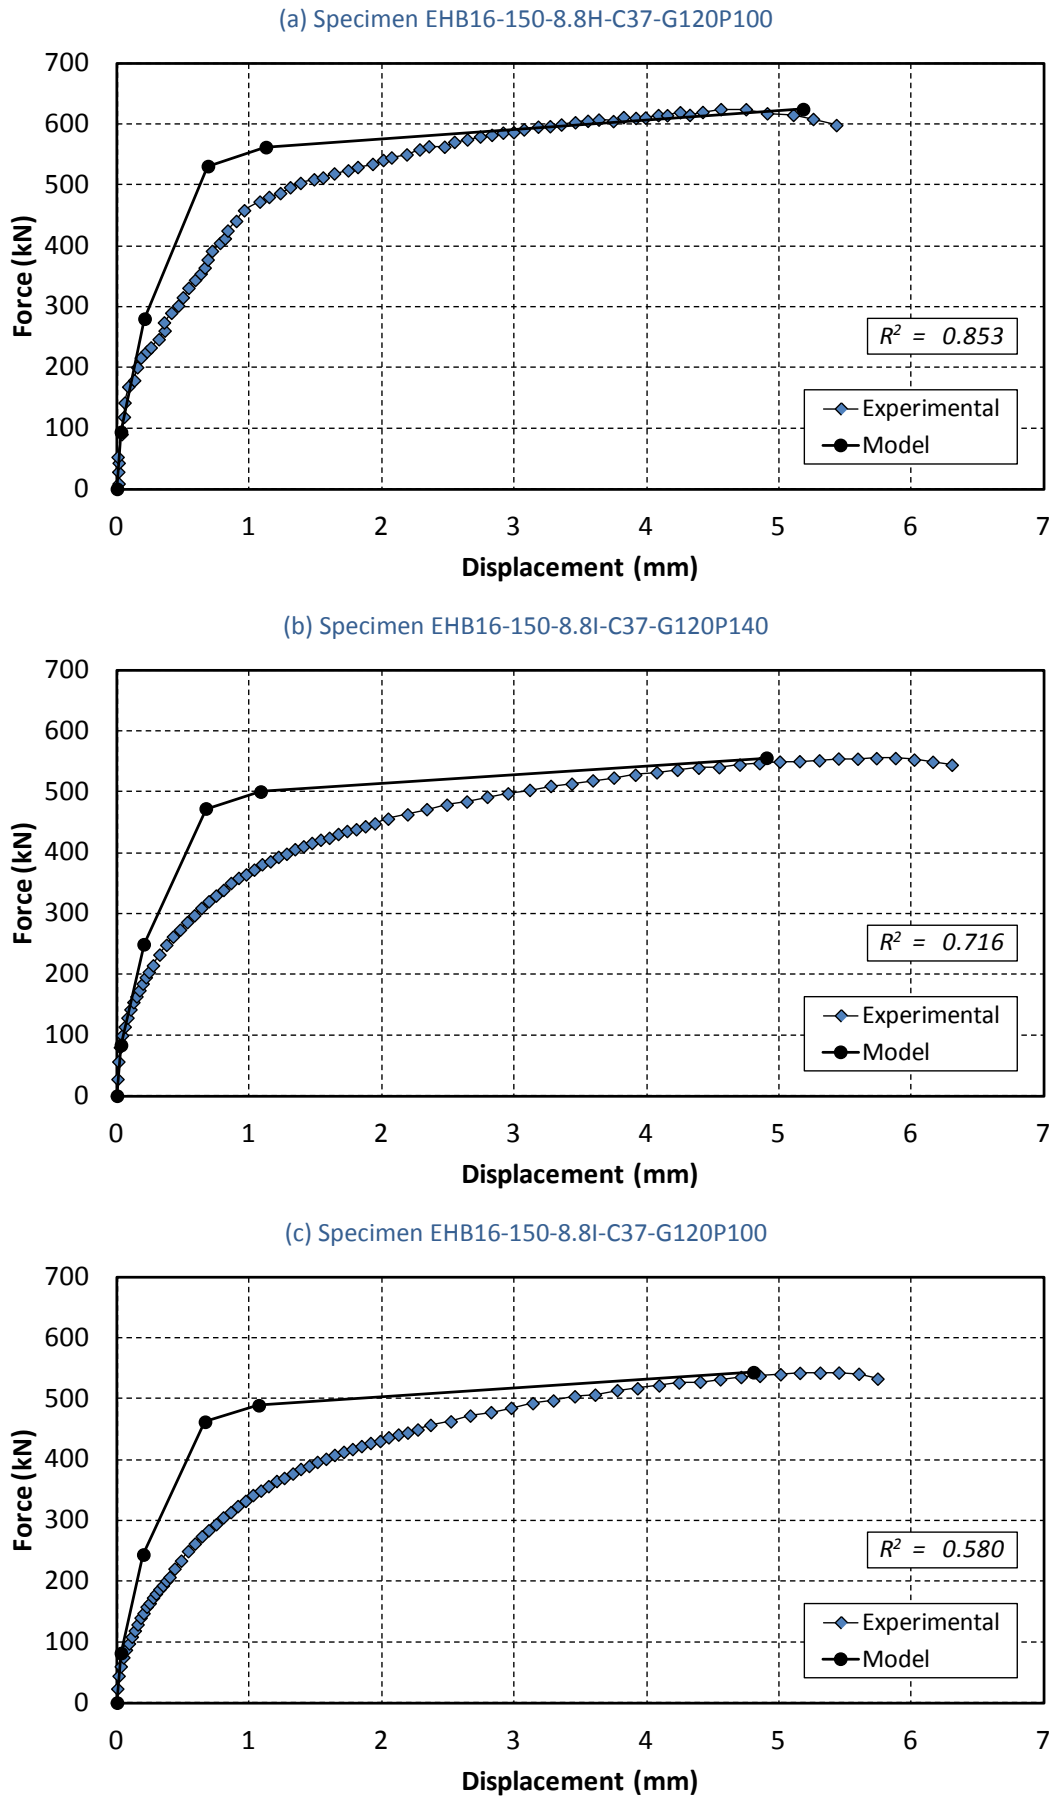 (a) Specimen EHB16-150-8.8H-C37-G120P100
700
600
500
400
300
200
100
0
Force (kN)
R² = 0.853
Experimental
Model
0 1 2 3 4 5 6 7
Displacement (mm)
(b) Specimen EHB16-150-8.8I-C37-G120P140
700
600
500
400
300
200
100
0
Force (kN)
R² = 0.716
Experimental
Model
0 1 2 3 4 5 6 7
Displacement (mm)
(c) Specimen EHB16-150-8.8I-C37-G120P100
700
600
500
400
300
200
100
0
Force (kN)
R² = 0.580
Experimental
Model
0 1 2 3 4 5 6 7
Displacement (mm)